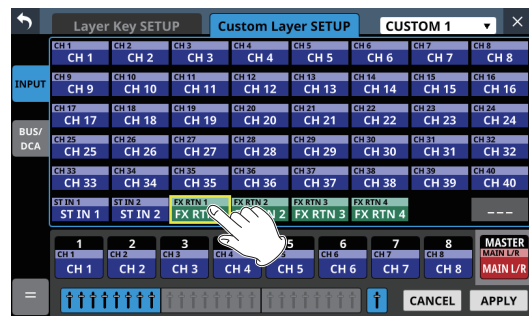 Layer Key SETUP Custom Layer SETUP CUSTOM 1
CH 1 CH 2 CH 3 CH 4 CH 5 CH 6 CH 7 CH 8
CH 1 CH 2 CH 3 CH 4 CH 5 CH 6 CH 7 CH 8
INPUT
CH 9 CH 10 CH 11 CH 12 CH 13 CH 14 CH 15 CH 16
CH 9 CH 10 CH 11 CH 12 CH 13 CH 14 CH 15 CH 16
CH 17 CH 18 CH 19 CH 20 CH 21 CH 22 CH 23 CH 24
CH 17 CH 18 CH 19 CH 20 CH 21 CH 22 CH 23 CH 24
BUS/
DCA
CH 25 CH 26 CH 27 CH 28 CH 29 CH 30 CH 31 CH 32
CH 25 CH 26 CH 27 CH 28 CH 29 CH 30 CH 31 CH 32
CH 33 CH 34 CH 35 CH 36 CH 37 CH 38 CH 39 CH 40
CH 33 CH 34 CH 35 CH 36 CH 37 CH 38 CH 39 CH 40
ST IN 1 ST IN 2 FX RTN 1 FX RTN 2 FX RTN 3 FX RTN 4
ST IN 1 ST IN 2 FX 2 FX RTN 3 FX RTN 4 ---
1 2 3 5 6 7 8 MASTER
CH 1 CH 2 CH 3 CH 4 CH 5 CH 6 CH 7 CH 8 MAIN L/R
CH 1 CH 2 CH 3 CH 4 CH 5 CH 6 CH 7 CH 8 MAIN L/R
CANCEL APPLY